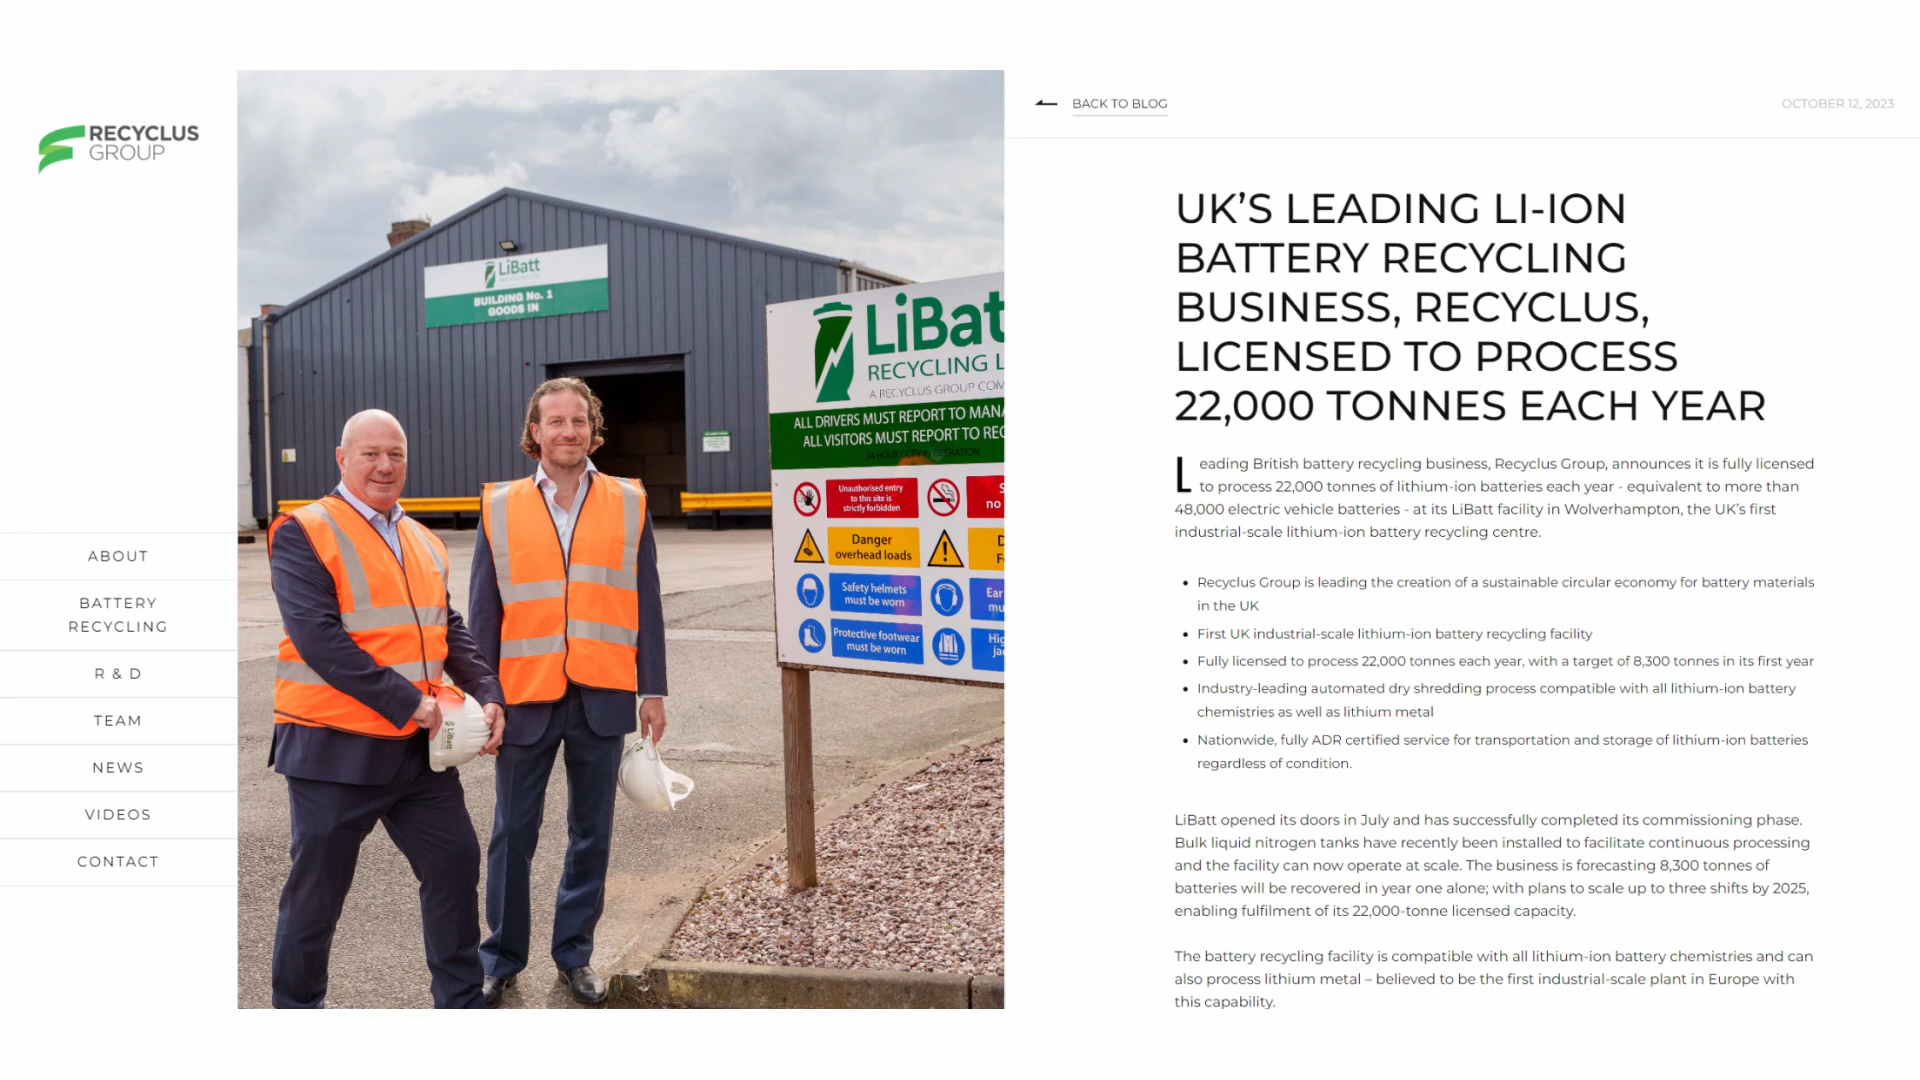 RECYCLUS
GROUP
ABOUT
BATTERY
RECYCLING
R & D
TEAM
NEWS
VIDEOS
CONTACT
LiBatt
BUILDING No. 1
GOODS IN
LiBat
RECYCLING L
A RECYCLUS GROUP COM
ALL DRIVERS MUST REPORT TO MANA
ALL VISITORS MUST REPORT TO REC
24 HOUR CCTV IN OPERATION
Unauthorised entry
to this site is
strictly forbidden
S
no
Danger
overhead loads
D
F
Safety helmets
must be worn
Ear
mu
Protective footwear
must be worn
Hig
ja
LiBatt
BACK TO BLOG
OCTOBER 12, 2023
UK’S LEADING LI-ION
BATTERY RECYCLING
BUSINESS, RECYCLUS,
LICENSED TO PROCESS
22,000 TONNES EACH YEAR
Leading British battery recycling business, Recyclus Group, announces it is fully licensed
to process 22,000 tonnes of lithium-ion batteries each year - equivalent to more than
48,000 electric vehicle batteries - at its LiBatt facility in Wolverhampton, the UK’s first
industrial-scale lithium-ion battery recycling centre.
• Recyclus Group is leading the creation of a sustainable circular economy for battery materials
in the UK
• First UK industrial-scale lithium-ion battery recycling facility
• Fully licensed to process 22,000 tonnes each year, with a target of 8,300 tonnes in its first year
• Industry-leading automated dry shredding process compatible with all lithium-ion battery
chemistries as well as lithium metal
• Nationwide, fully ADR certified service for transportation and storage of lithium-ion batteries
regardless of condition.
LiBatt opened its doors in July and has successfully completed its commissioning phase.
Bulk liquid nitrogen tanks have recently been installed to facilitate continuous processing
and the facility can now operate at scale. The business is forecasting 8,300 tonnes of
batteries will be recovered in year one alone; with plans to scale up to three shifts by 2025,
enabling fulfilment of its 22,000-tonne licensed capacity.
The battery recycling facility is compatible with all lithium-ion battery chemistries and can
also process lithium metal – believed to be the first industrial-scale plant in Europe with
this capability.